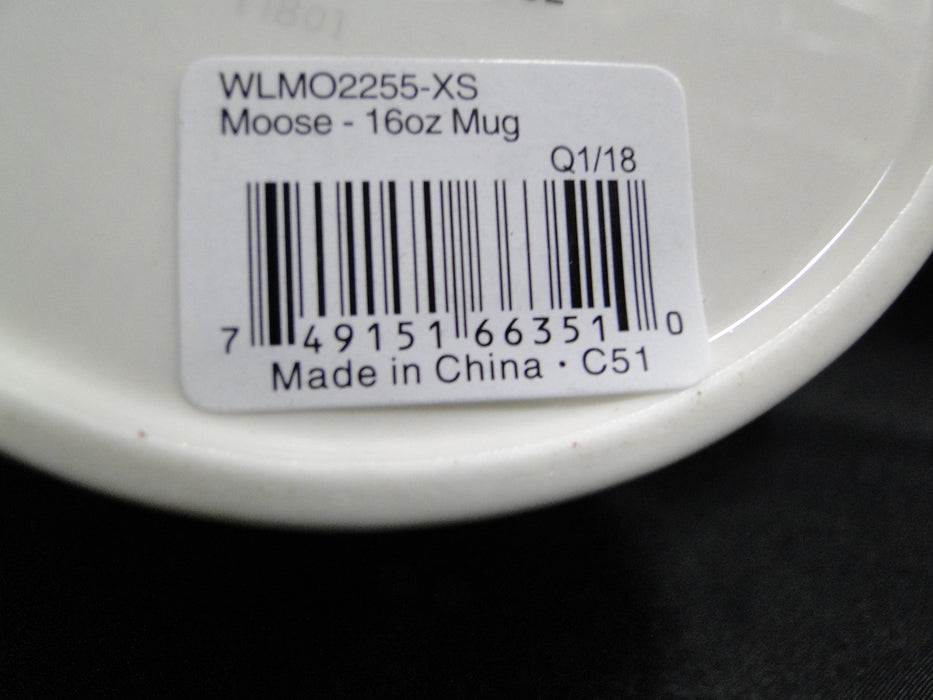 WLMO2255-XS
Moose - 16oz Mug
Q1/18
7 49151 66351 0
Made in China · C51